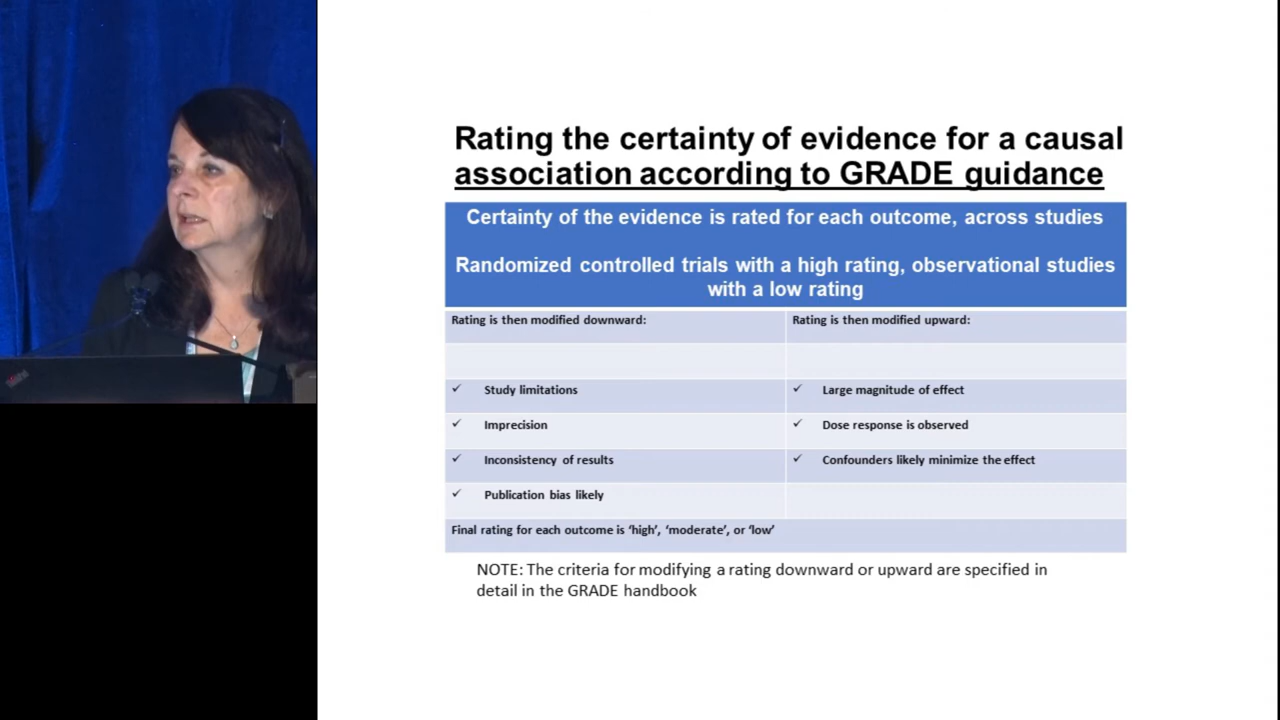 Rating the certainty of evidence for a causal
association according to GRADE guidance
Certainty of the evidence is rated for each outcome, across studies
Randomized controlled trials with a high rating, observational studies
with a low rating
Rating is then modified downward:
Rating is then modified upward:
✓ Study limitations
✓ Large magnitude of effect
✓ Imprecision
✓ Dose response is observed
✓ Inconsistency of results
✓ Confounders likely minimize the effect
✓ Publication bias likely
Final rating for each outcome is ‘high’, ‘moderate’, or ‘low’
NOTE: The criteria for modifying a rating downward or upward are specified in
detail in the GRADE handbook